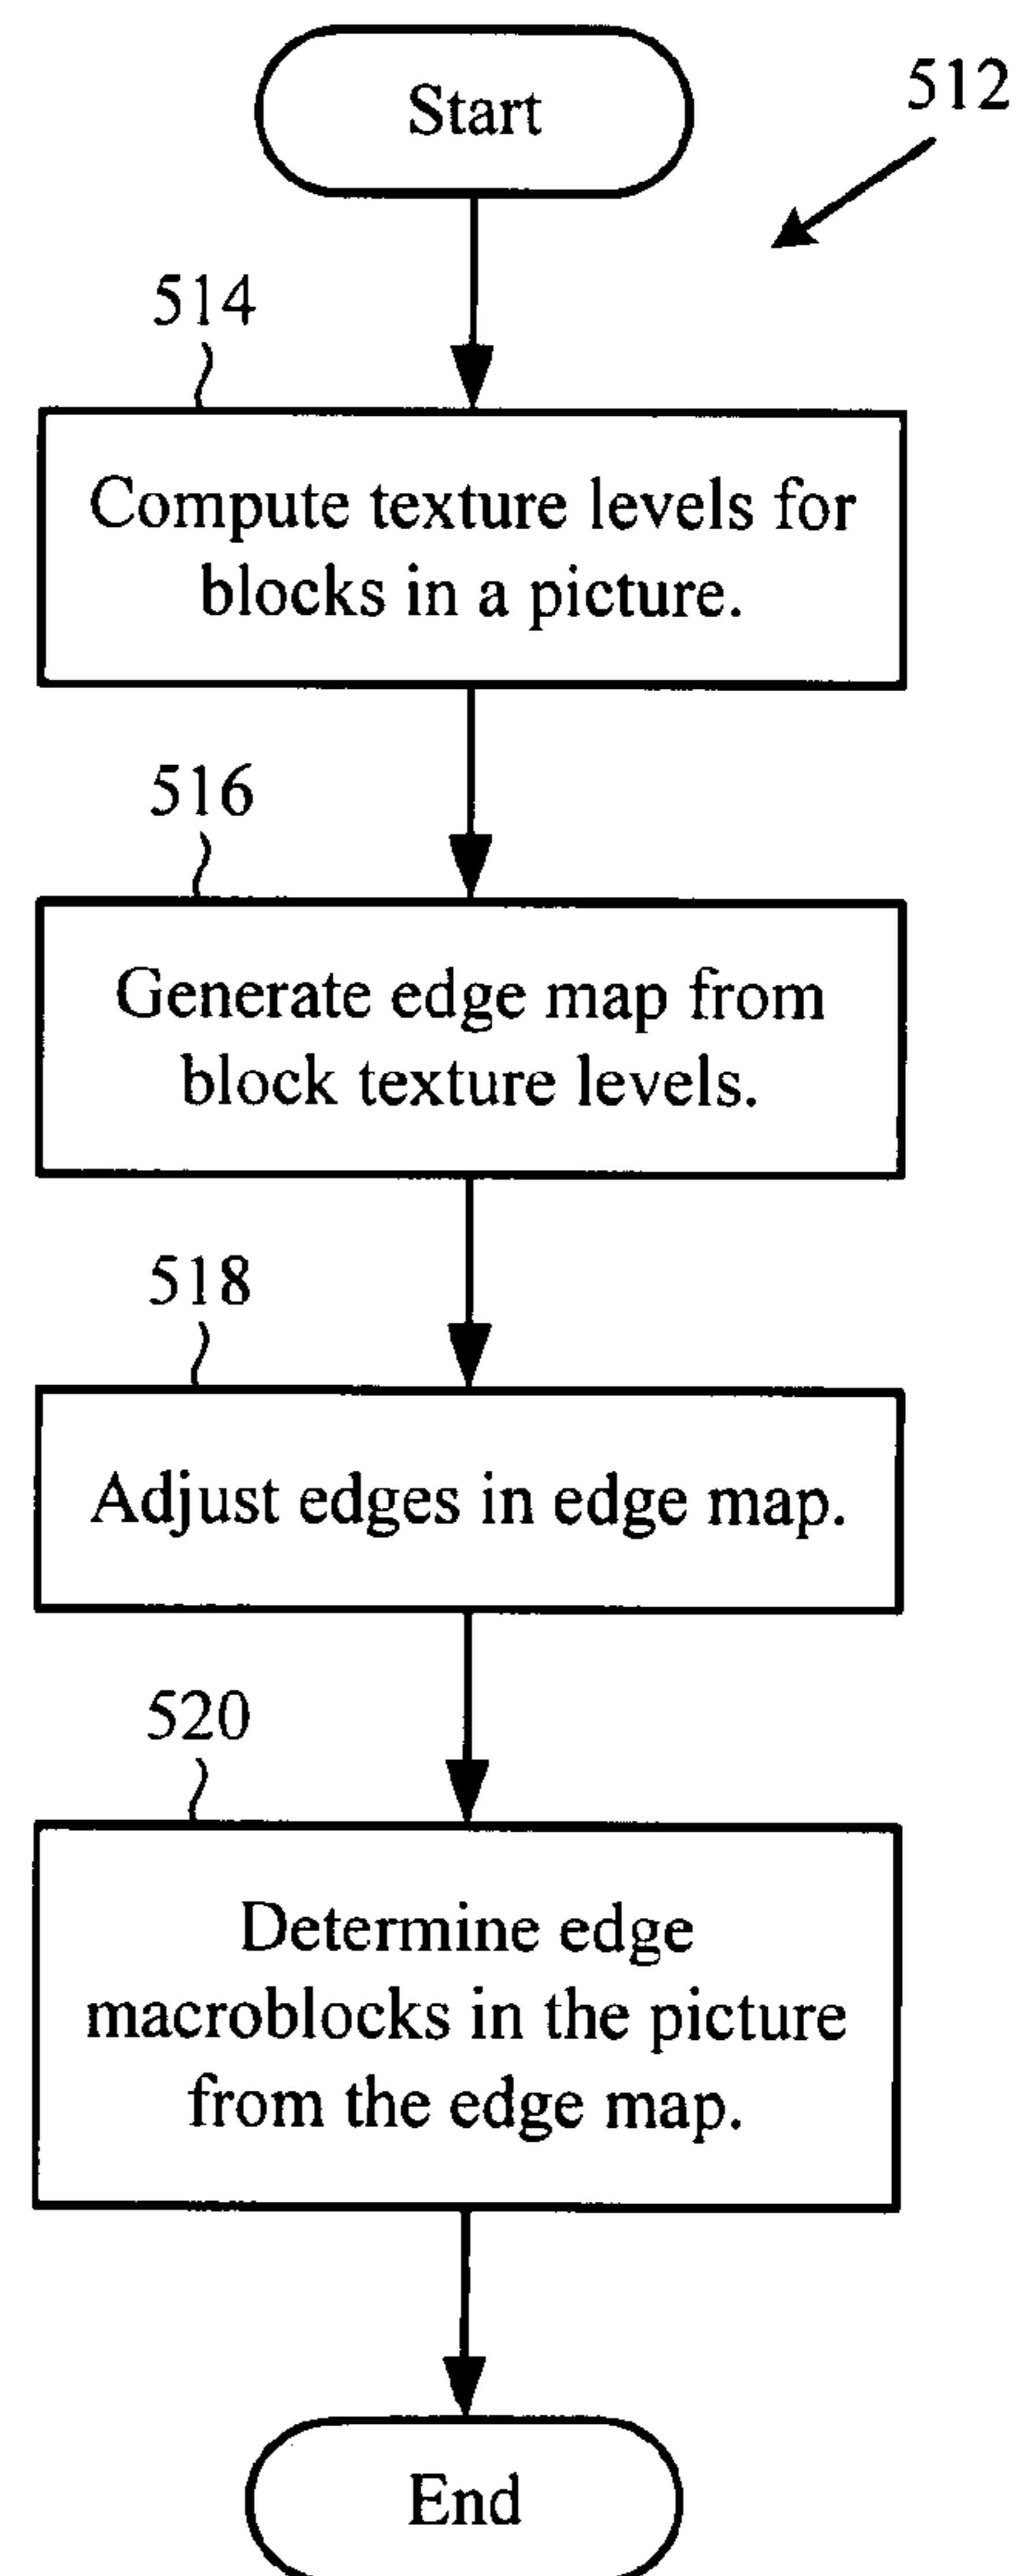 Start
512
514
Compute texture levels for
blocks in a picture.
516
Generate edge map from
block texture levels.
518
Adjust edges in edge map.
520
Determine edge
macroblocks in the picture
from the edge map.
End